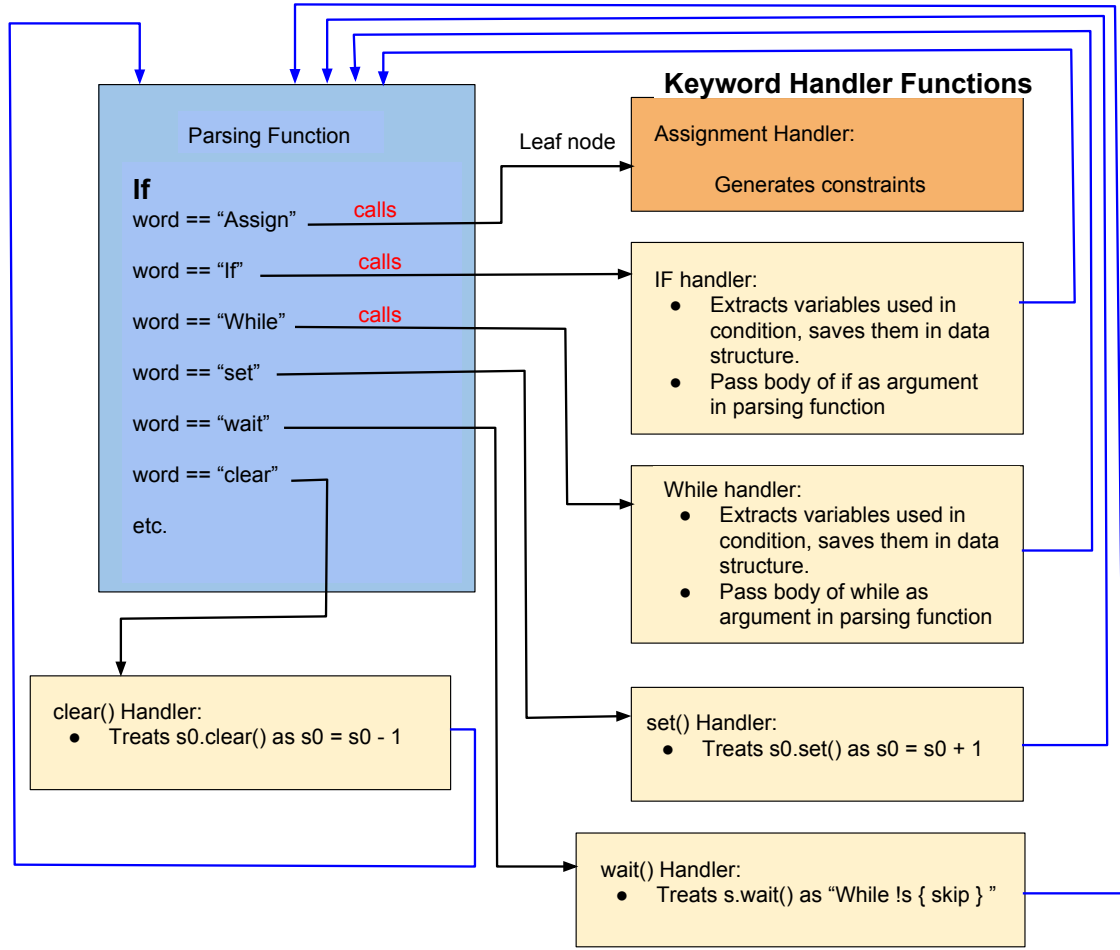 Keyword Handler Functions
Parsing Function
If
word == “Assign”
word == “If”
word == “While”
word == “set”
word == “wait”
word == “clear”
etc.
calls
calls
calls
Leaf node
Assignment Handler:
Generates constraints
IF handler:
● Extracts variables used in
condition, saves them in data
structure.
● Pass body of if as argument
in parsing function
While handler:
● Extracts variables used in
condition, saves them in data
structure.
● Pass body of while as
argument in parsing function
clear() Handler:
● Treats s0.clear() as s0 = s0 - 1
set() Handler:
● Treats s0.set() as s0 = s0 + 1
wait() Handler:
● Treats s.wait() as “While !s { skip } ”